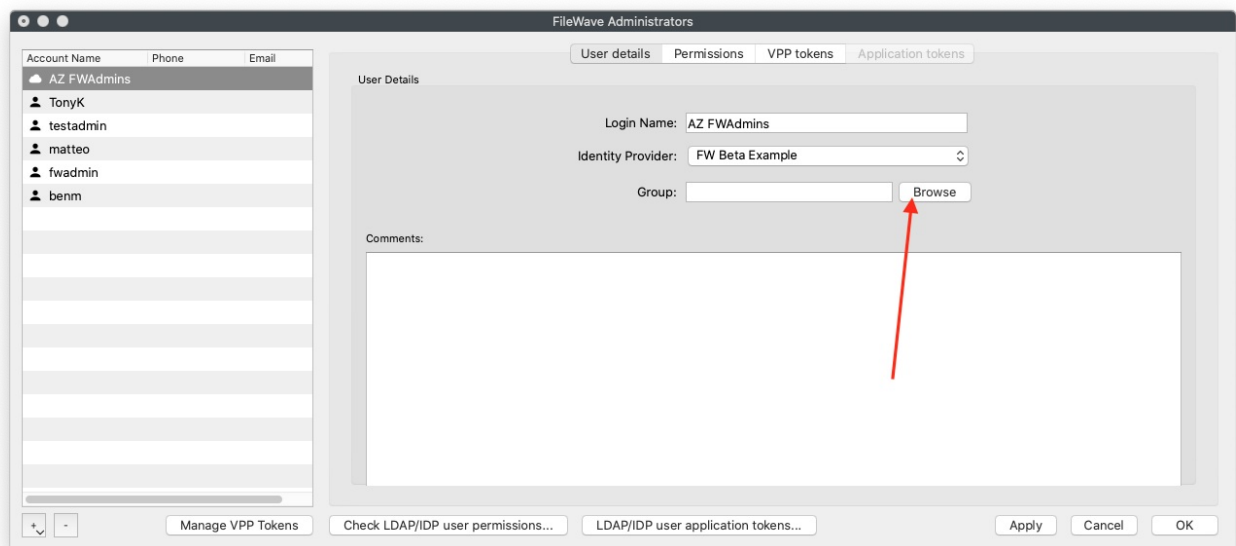 FileWave Administrators
Account Name Phone Email
AZ FWAdmins
TonyK
testadmin
matteo
fwadmin
benm
User details Permissions VPP tokens Application tokens
User Details
Login Name: AZ FWAdmins
Identity Provider: FW Beta Example
Group: Browse
Comments:
+ - Manage VPP Tokens Check LDAP/IDP user permissions... LDAP/IDP user application tokens... Apply Cancel OK